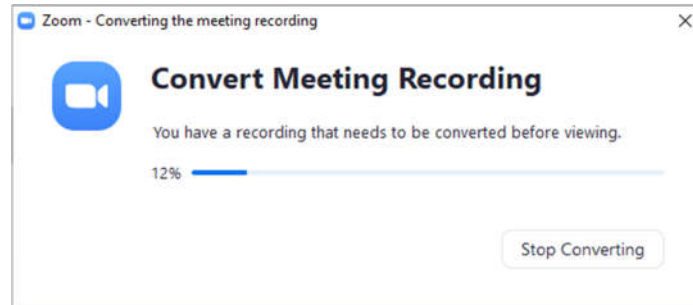 Zoom - Converting the meeting recording
Convert Meeting Recording
You have a recording that needs to be converted before viewing.
12%
Stop Converting